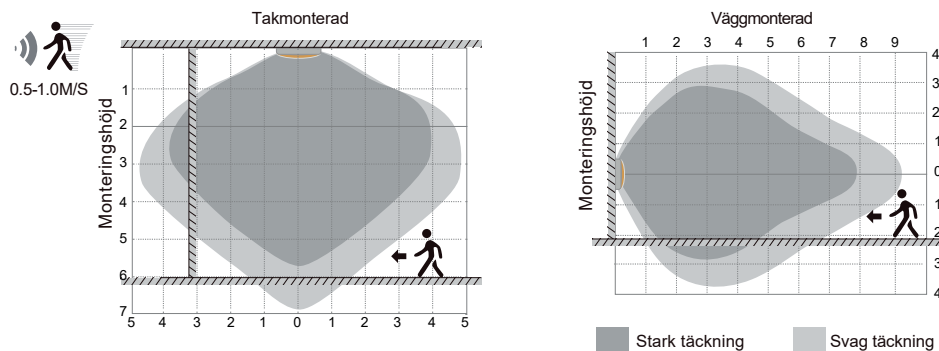 Takmonterad
0.5-1.0M/S
Monteringshöjd
1
2
3
4
5
6
7
5 4 3 2 1 0 1 2 3 4 5
Väggmonterad
Monteringshöjd
1 2 3 4 5 6 7 8 9
4
3
2
1
0
1
2
3
4
Stark täckning
Svag täckning